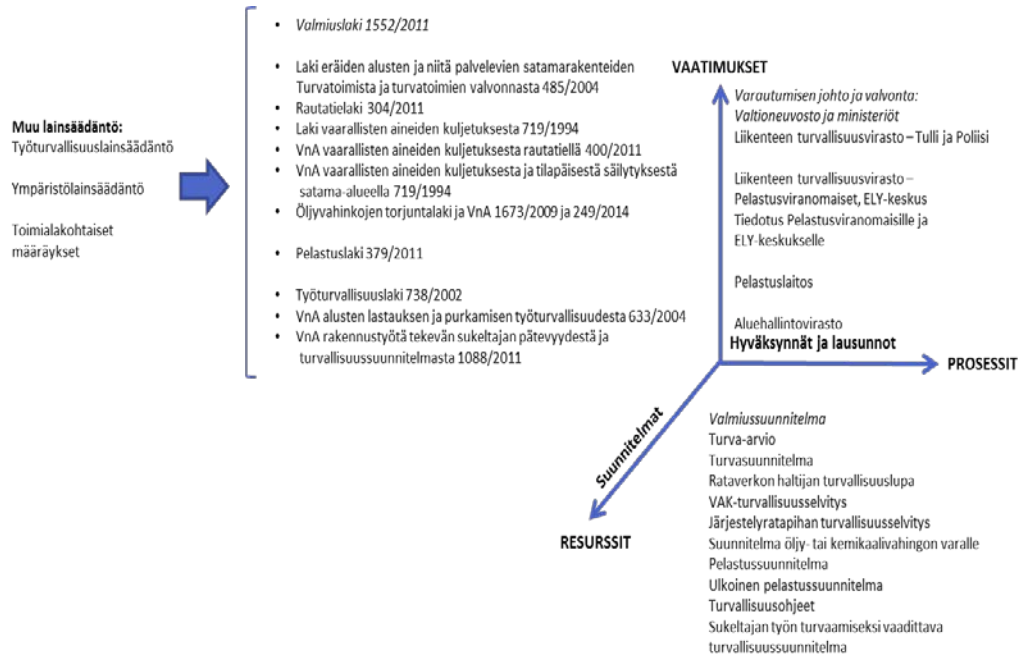 Muu lainsäädäntö:
Työturvallisuuslainsäädäntö
Ympäristölainsäädäntö
Toimialakohtaiset
määräykset
• Valmiuslaki 1552/2011
• Laki eräiden alusten ja niitä palvelevien satamarakenteiden
Turvatoimista ja turvatoimien valvonnasta 485/2004
• Rautatielaki 304/2011
• Laki vaarallisten aineiden kuljetuksesta 719/1994
• VnA vaarallisten aineiden kuljetuksesta rautatiellä 400/2011
• VnA vaarallisten aineiden kuljetuksesta ja tilapäisestä säilytyksestä
satama-alueella 719/1994
• Öljyvahinkojen torjuntalaki ja VnA 1673/2009 ja 249/2014
• Pelastuslaki 379/2011
• Työturvallisuuslaki 738/2002
• VnA alusten lastauksen ja purkamisen työturvallisuudesta 633/2004
• VnA rakennustyötä tekevän sukeltajan pätevyydestä ja
turvallisuussuunnitelmasta 1088/2011
VAATIMUKSET
Varautumisen johto ja valvonta:
Valtioneuvosto ja ministeriöt
Liikenteen turvallisuusvirasto – Tulli ja Poliisi
Liikenteen turvallisuusvirasto –
Pelastusviranomaiset, ELY-keskus
Tiedotus Pelastusviranomaisille ja
ELY-keskukselle
Pelastuslaitos
Aluehallintovirasto
Hyväksynnät ja lausunnot
PROSESSIT
Suunnitelmat
RESURSSIT
Valmiussuunnitelma
Turva-arvio
Turvasuunnitelma
Rataverkon haltijan turvallisuuslupa
VAK-turvallisuusselvitys
Järjestelyratapihan turvallisuusselvitys
Suunnitelma öljy- tai kemikaalivahingon varalle
Pelastussuunnitelma
Ulkoinen pelastussuunnitelma
Turvallisuusohjeet
Sukeltajan työn turvaamiseksi vaadittava
turvallisuussuunnitelma